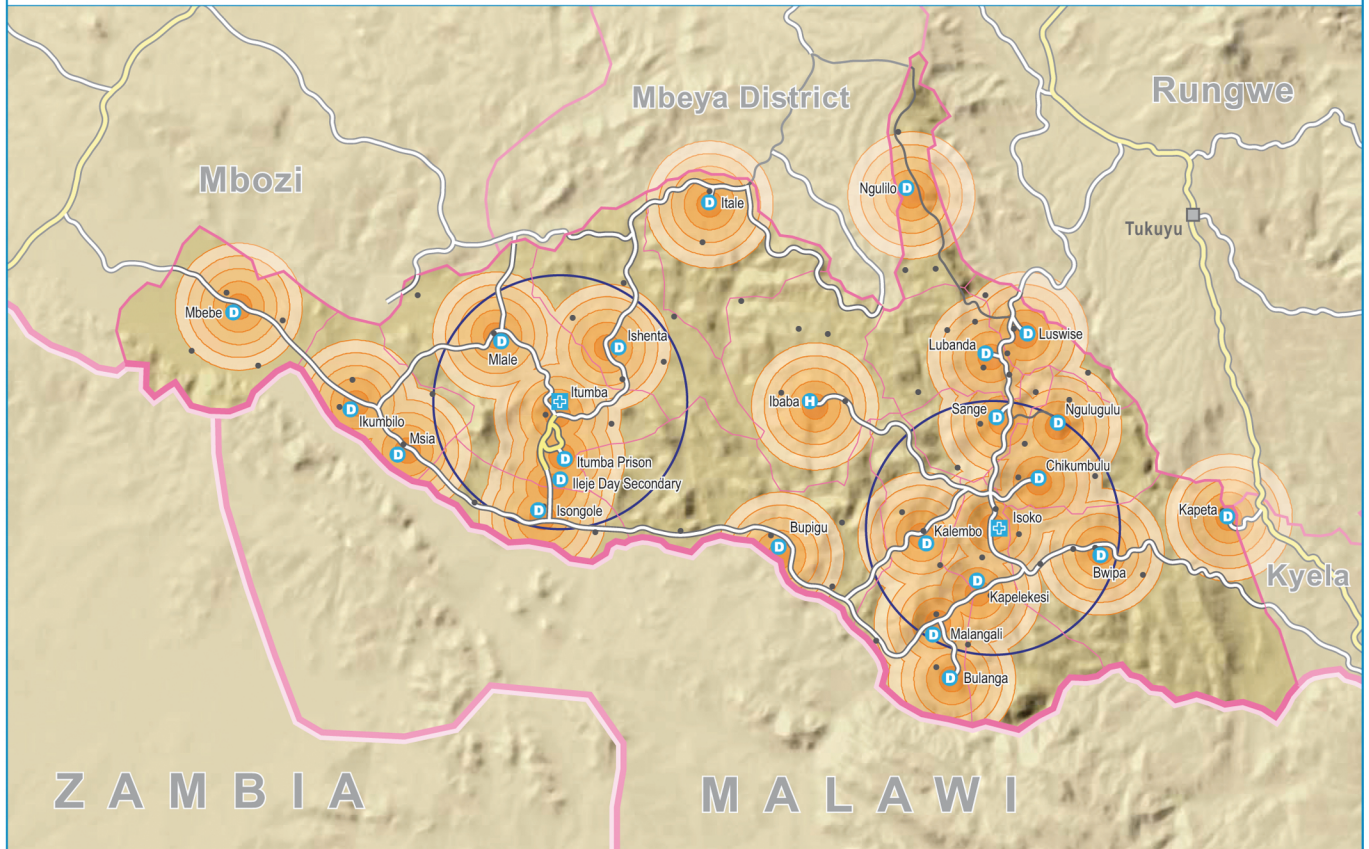 Mbeya District
Rungwe
Mbozi
Ngulilo
D
D
Itale
Tukuyu
Mbebe
D
Mlale
D
D
Ishenta
Luswise
D
Lubanda
D
Itumba
Ibaba
H
Ikumbilo
D
Sange
D
Ngulugulu
D
Msia
D
Itumba Prison
D
Chikumbulu
D
Ileje Day Secondary
D
Isongole
D
Bupigu
D
Kalembo
D
Isoko
Kapeta
D
Bwipa
D
Kyela
Kapelekesi
D
Malangali
D
Bulanga
D
ZAMBIA
MALAWI